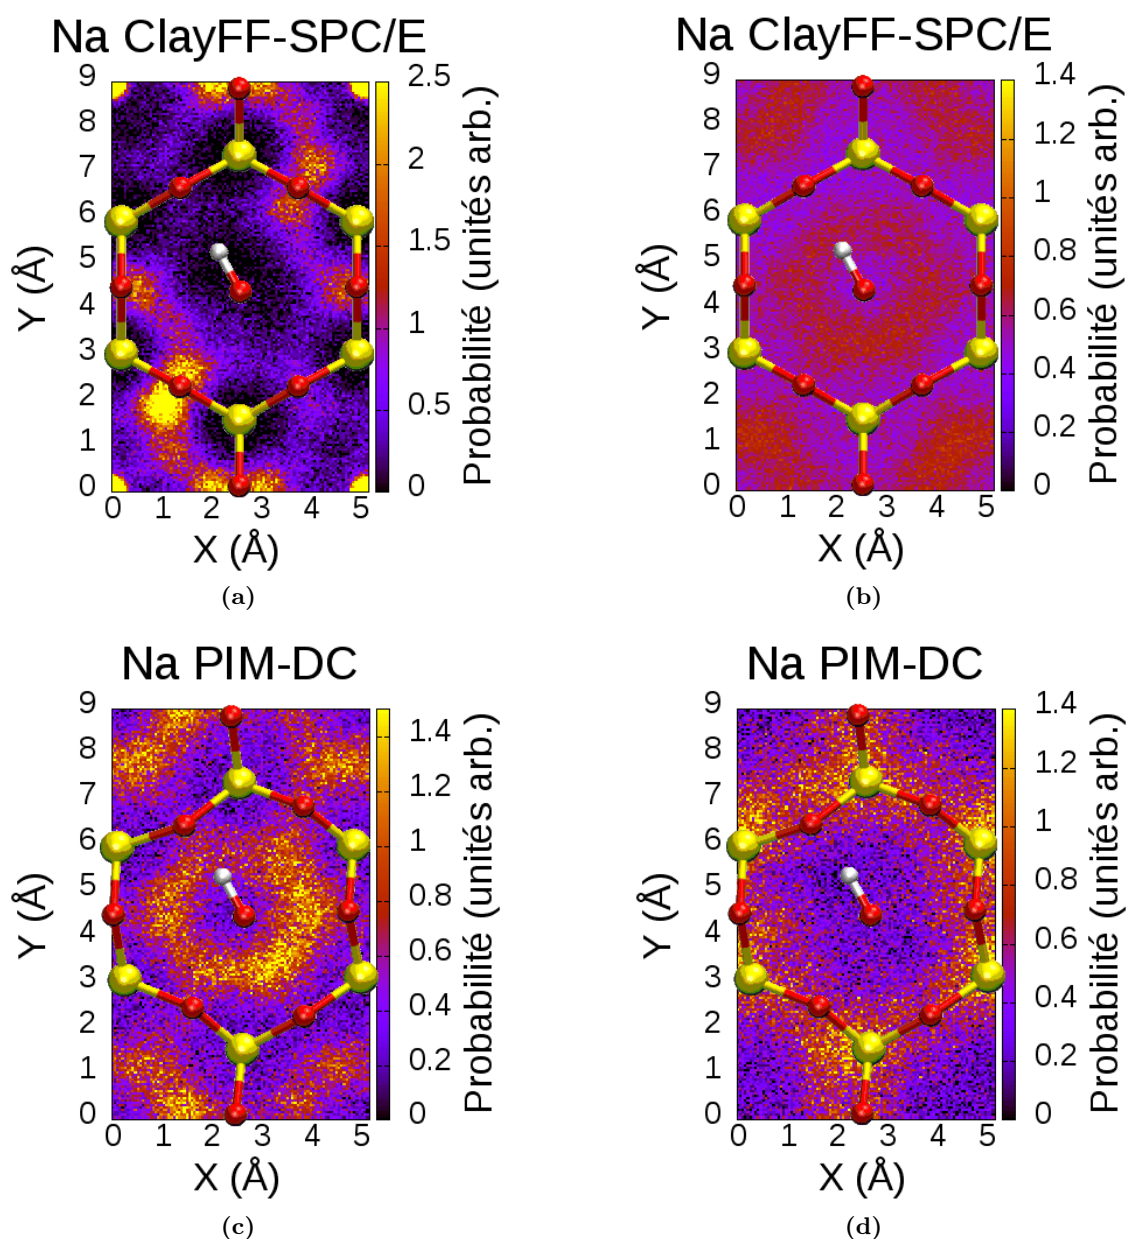 Na ClayFF-SPC/E
9
8
7
6
5
4
3
2
1
0
Y (Å)
0 1 2 3 4 5
X (Å)
2.5
2
1.5
1
0.5
0
Probabilité (unités arb.)
(a)
Na ClayFF-SPC/E
9
8
7
6
5
4
3
2
1
0
Y (Å)
0 1 2 3 4 5
X (Å)
1.4
1.2
1
0.8
0.6
0.4
0.2
0
Probabilité (unités arb.)
(b)
Na PIM-DC
9
8
7
6
5
4
3
2
1
0
Y (Å)
0 1 2 3 4 5
X (Å)
1.4
1.2
1
0.8
0.6
0.4
0.2
0
Probabilité (unités arb.)
(c)
Na PIM-DC
9
8
7
6
5
4
3
2
1
0
Y (Å)
0 1 2 3 4 5
X (Å)
1.4
1.2
1
0.8
0.6
0.4
0.2
0
Probabilité (unités arb.)
(d)